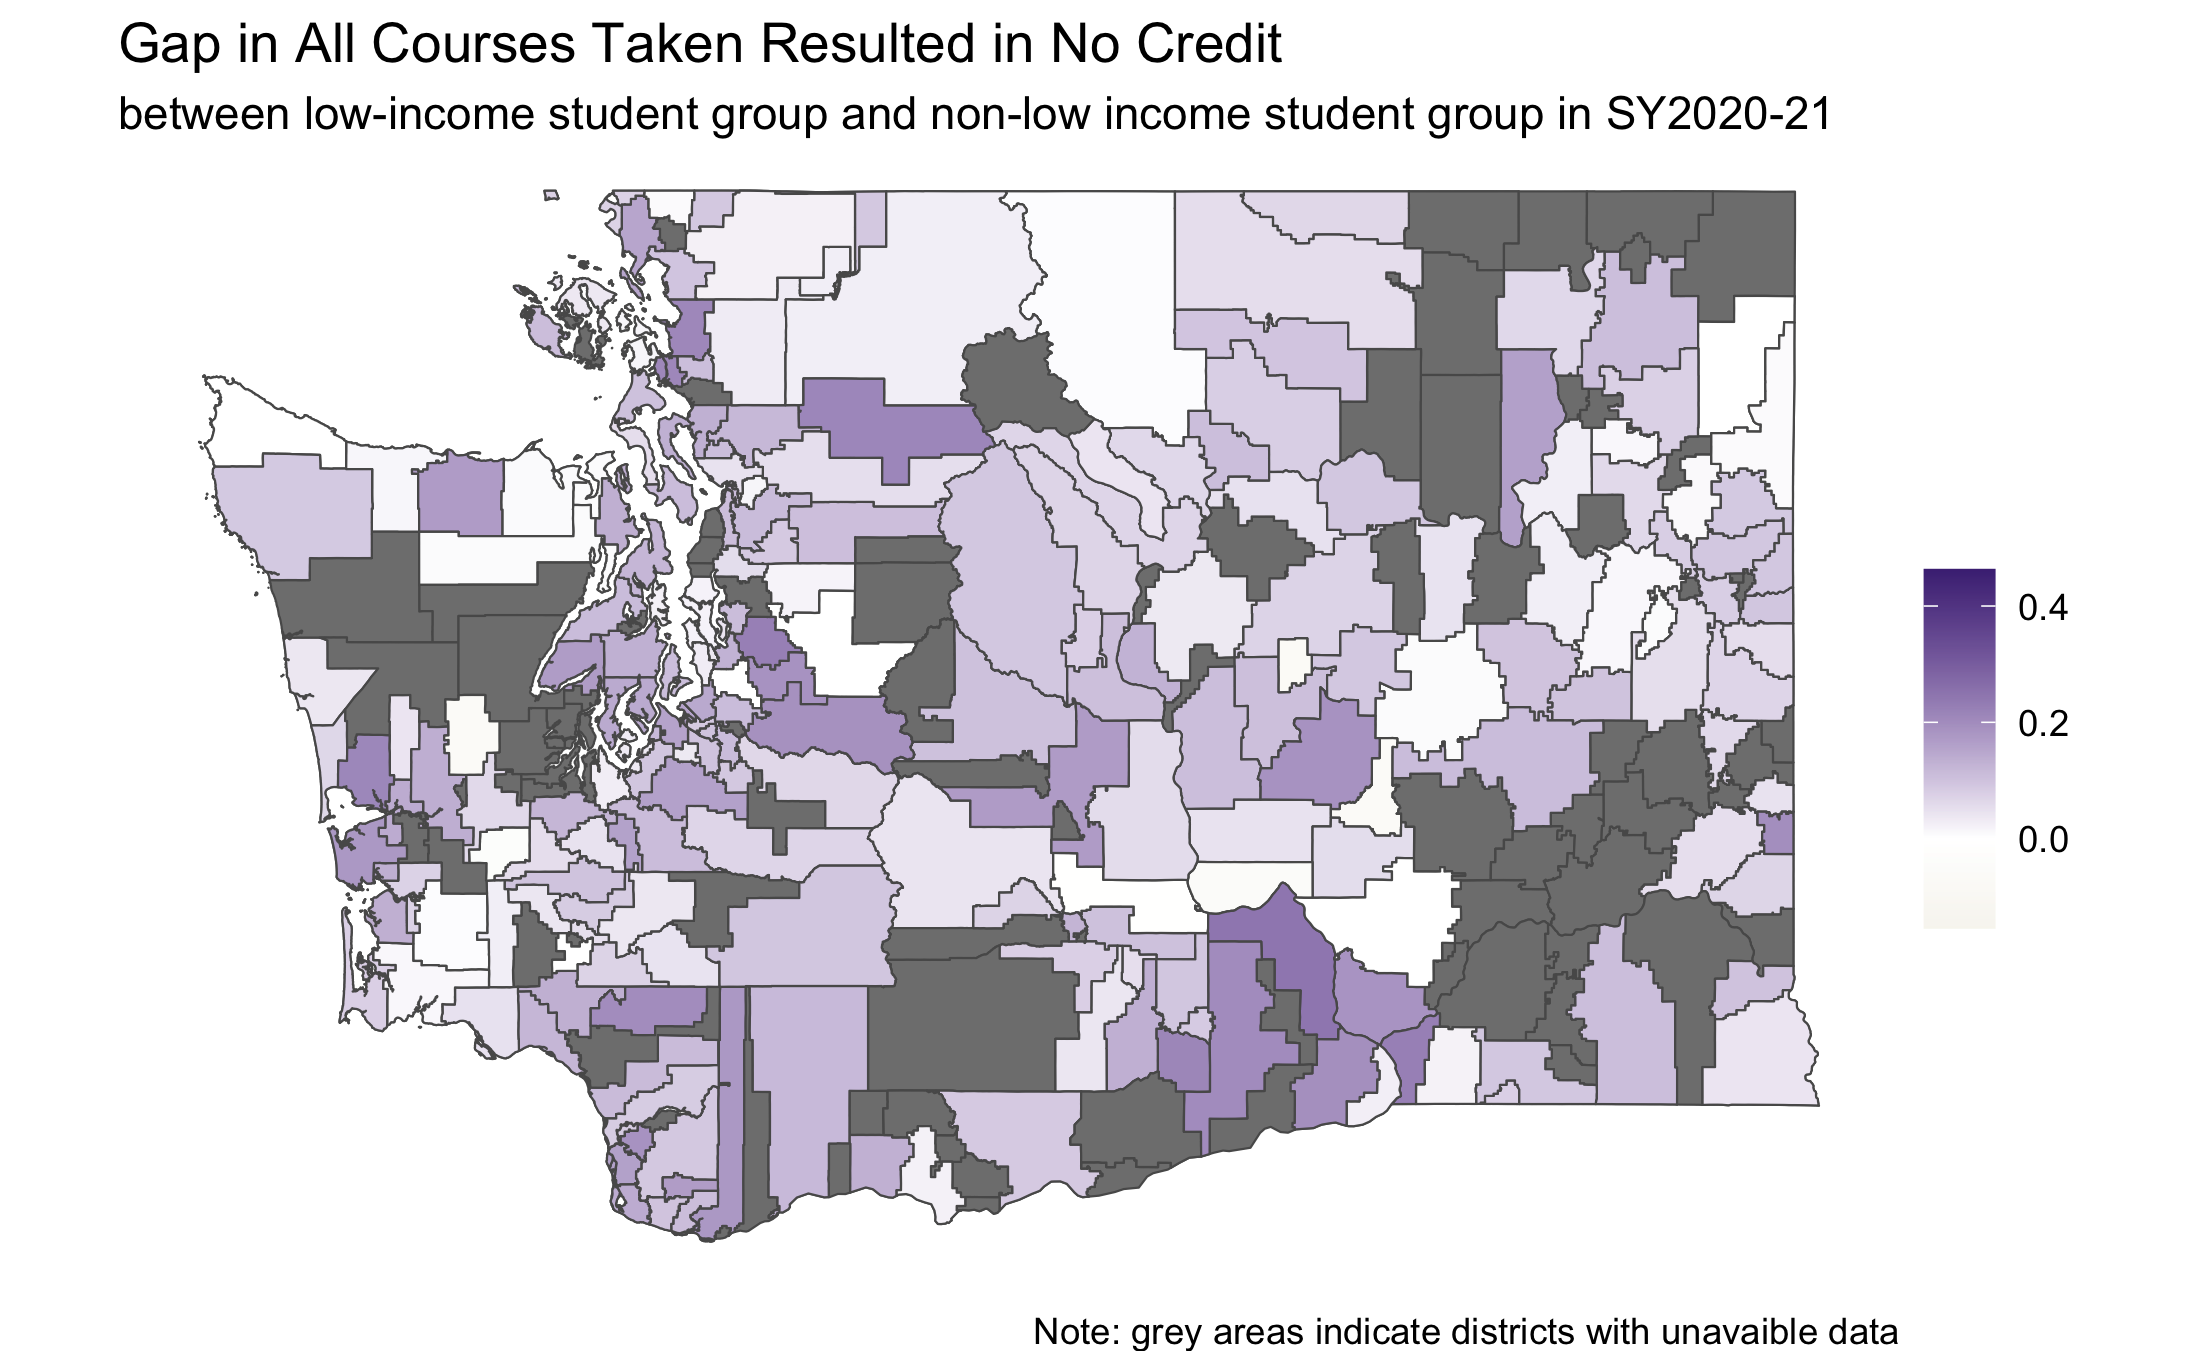 Gap in All Courses Taken Resulted in No Credit
between low-income student group and non-low income student group in SY2020-21
0.4
0.2
0.0
Note: grey areas indicate districts with unavaible data